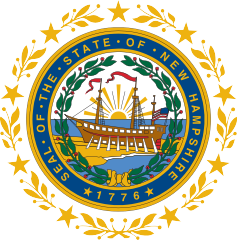 SEAL · OF · THE · STATE · OF · NEW HAMPSHIRE
1776